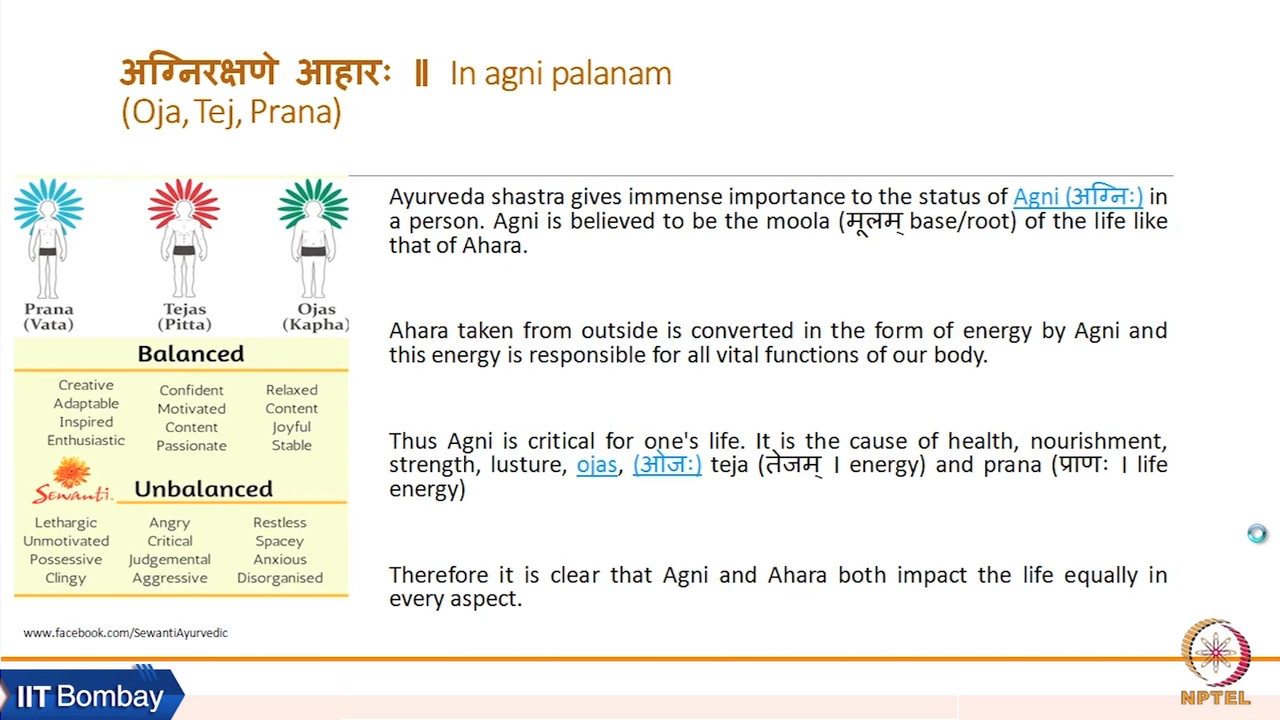 अग्निरक्षणे आहारः ॥ In agni palanam
(Oja, Tej, Prana)
Prana
(Vata)
Tejas
(Pitta)
Ojas
(Kapha)
Balanced
Creative
Adaptable
Inspired
Enthusiastic
Confident
Motivated
Content
Passionate
Relaxed
Content
Joyful
Stable
Sewanti.
Unbalanced
Lethargic
Unmotivated
Possessive
Clingy
Angry
Critical
Judgemental
Aggressive
Restless
Spacey
Anxious
Disorganised
www.facebook.com/SewantiAyurvedic
Ayurveda shastra gives immense importance to the status of Agni (अग्निः) in
a person. Agni is believed to be the moola (मूलम् base/root) of the life like
that of Ahara.
Ahara taken from outside is converted in the form of energy by Agni and
this energy is responsible for all vital functions of our body.
Thus Agni is critical for one's life. It is the cause of health, nourishment,
strength, lusture, ojas, (ओजः) teja (तेजम् । energy) and prana (प्राणः । life
energy)
Therefore it is clear that Agni and Ahara both impact the life equally in
every aspect.
IIT Bombay
NPTEL